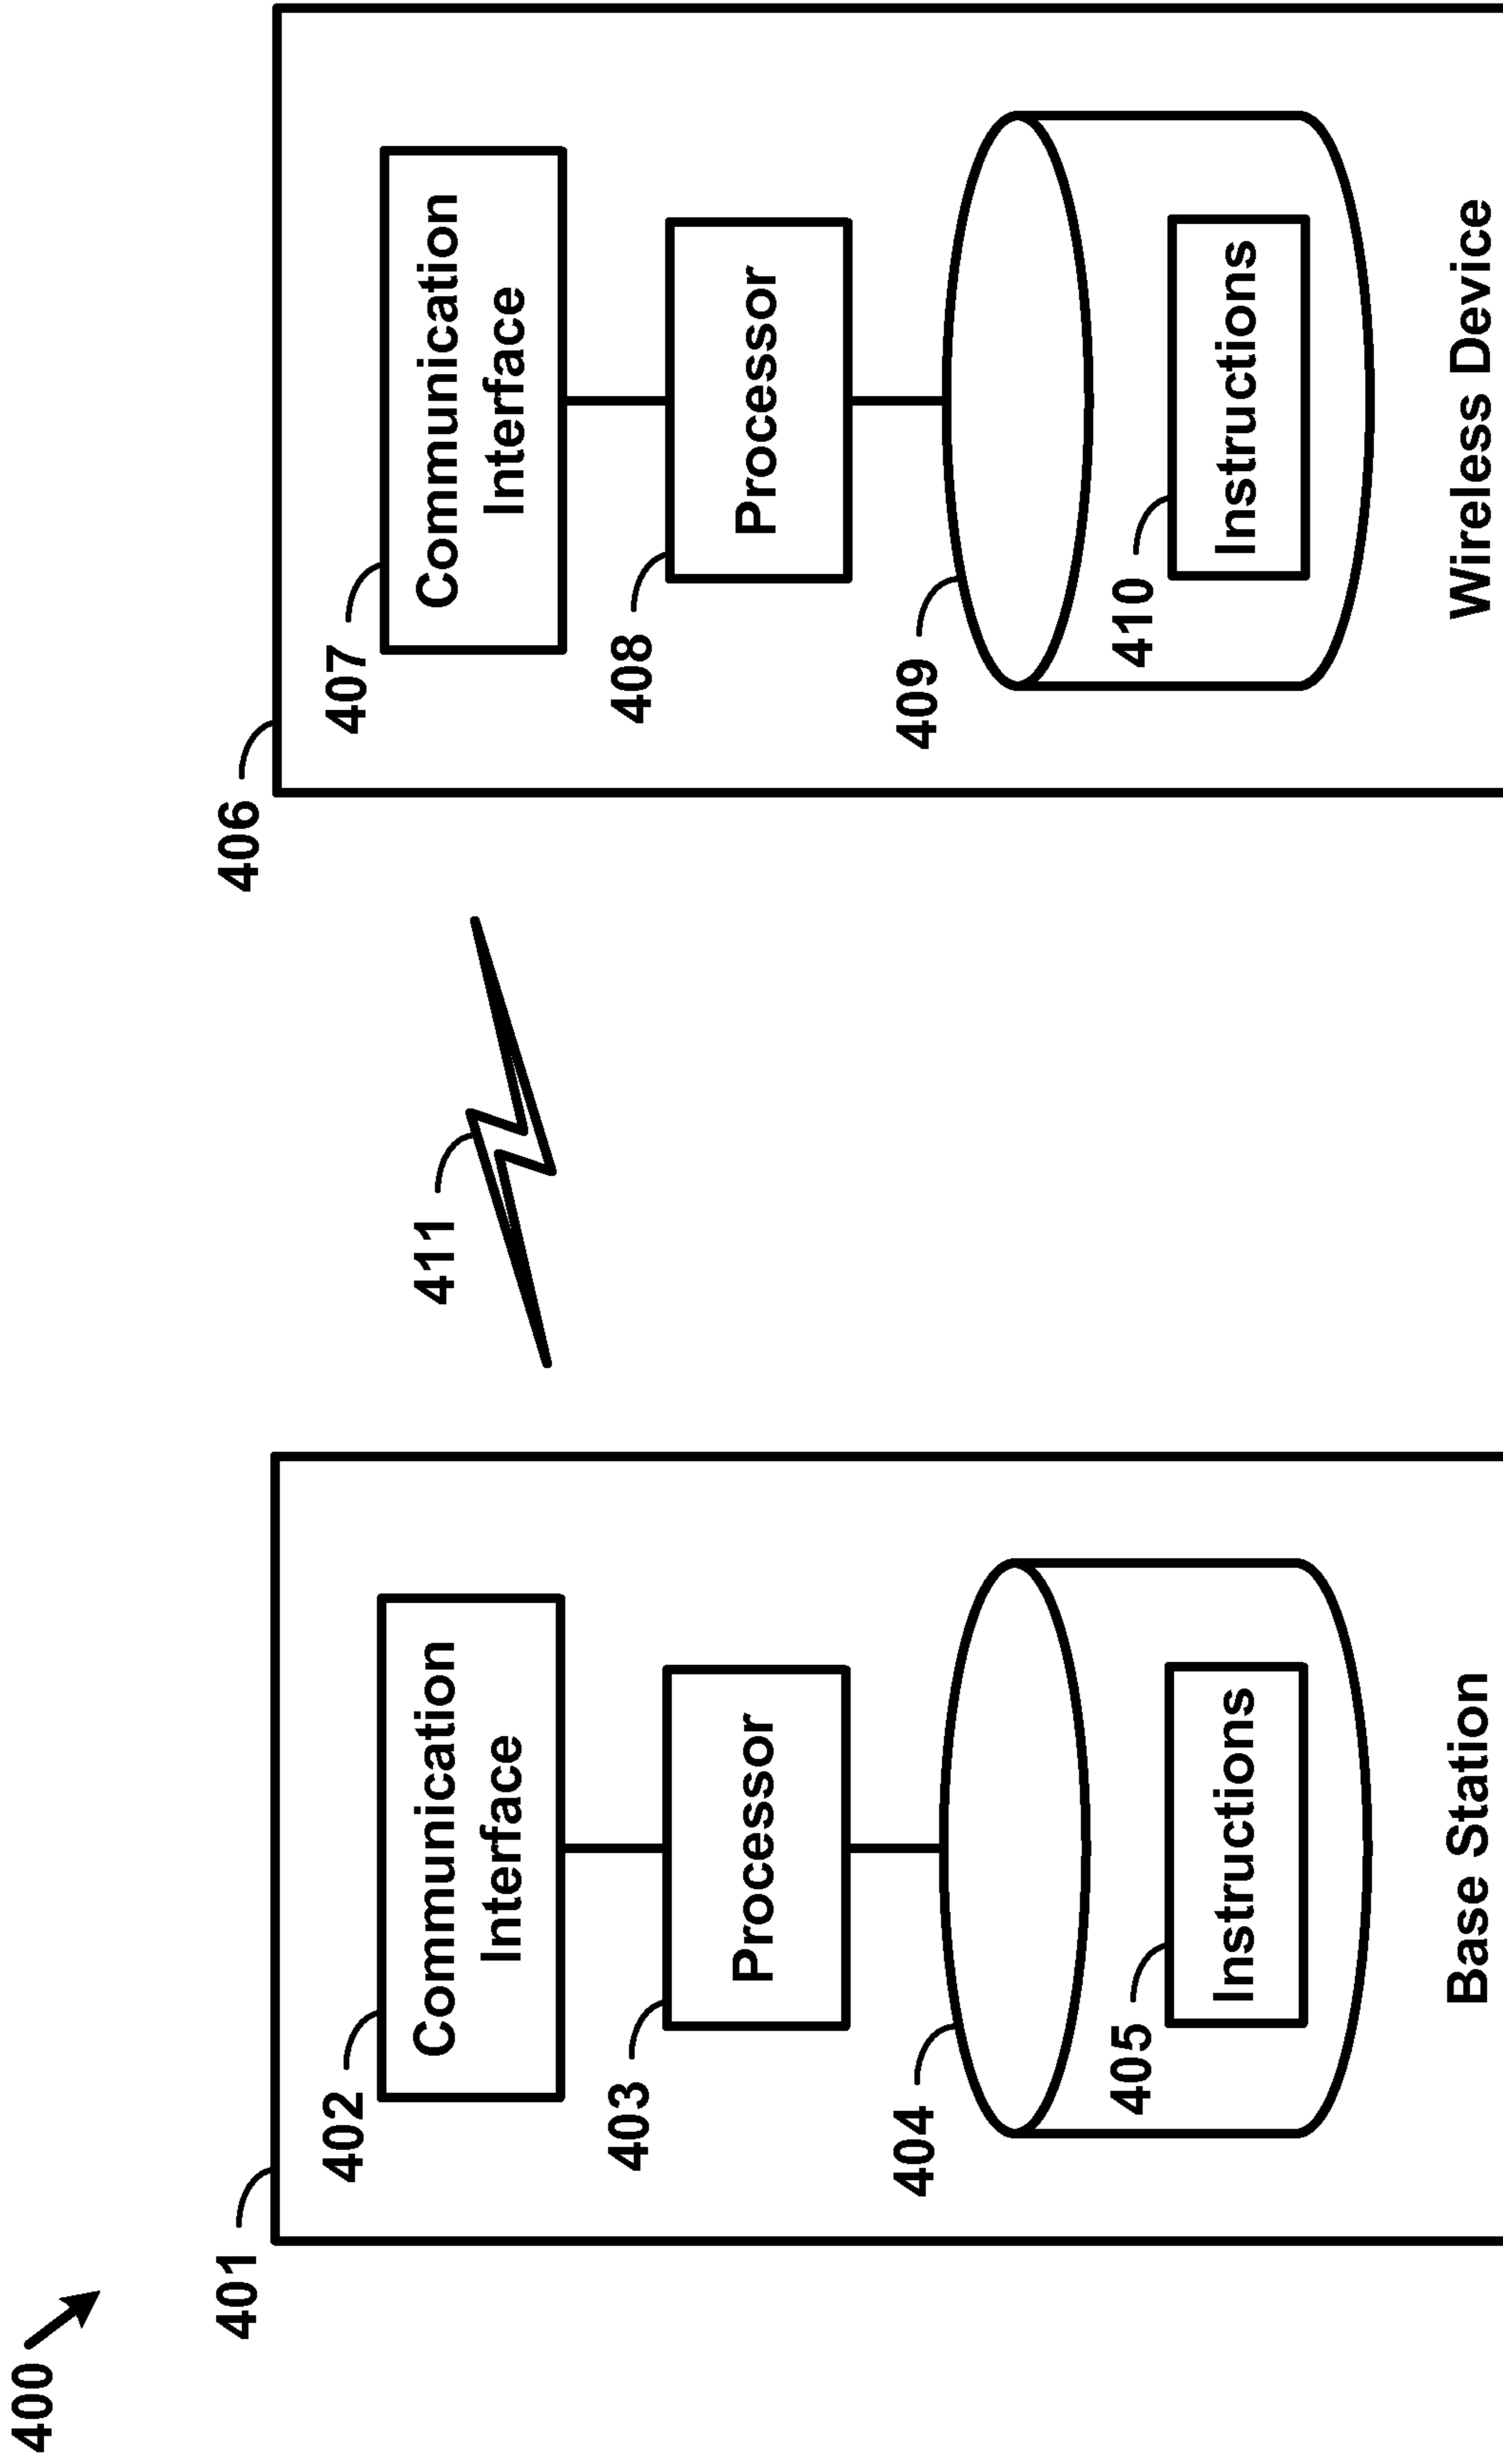 400
401
402
Communication
Interface
403
Processor
404
405
Instructions
Base Station
411
406
407
Communication
Interface
408
Processor
409
410
Instructions
Wireless Device